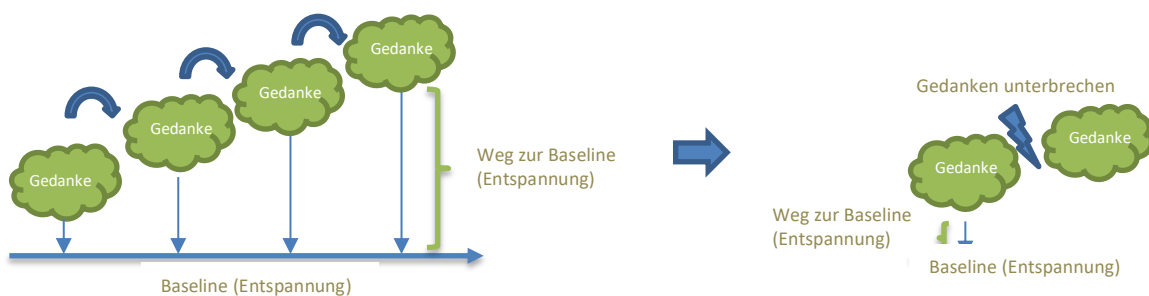 Gedanke
Gedanke
Gedanke
Gedanke
Weg zur Baseline
(Entspannung)
Baseline (Entspannung)
Gedanken unterbrechen
Gedanke
Gedanke
Weg zur Baseline
(Entspannung)
Baseline (Entspannung)